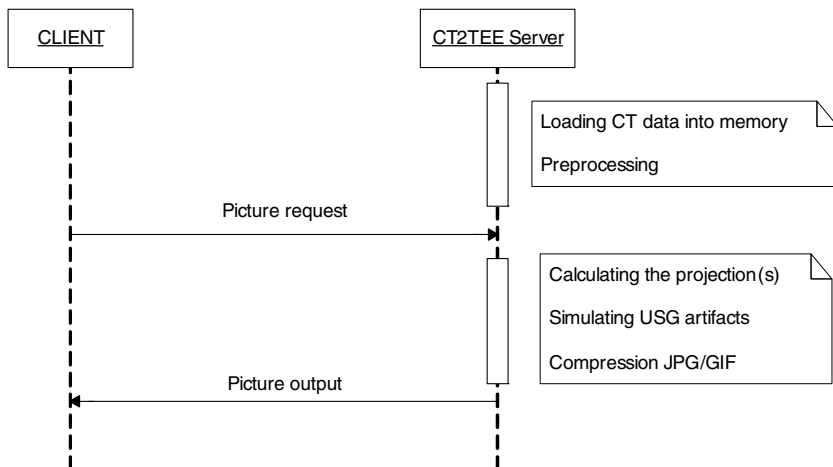 CLIENT
CT2TEE Server
Loading CT data into memory
Preprocessing
Picture request
Calculating the projection(s)
Simulating USG artifacts
Compression JPG/GIF
Picture output